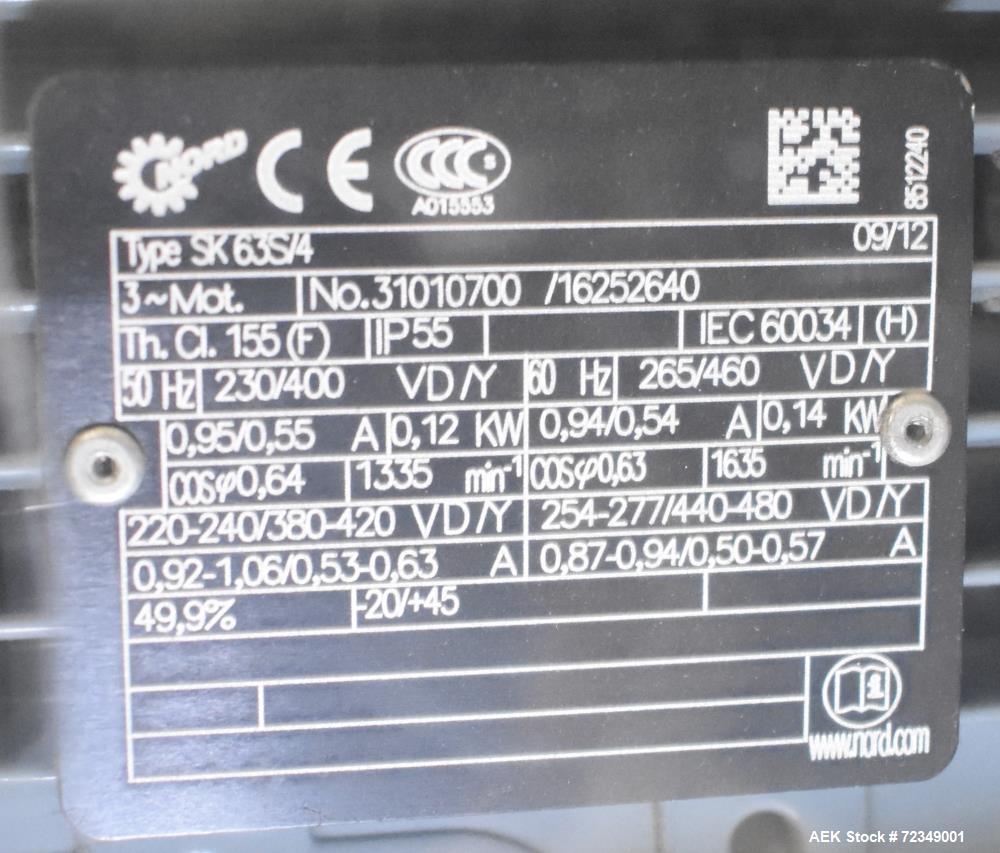 NORD CE CCC S
A015553
8512240
Type SK 63S/4 09/12
3~Mot. No.31010700 /16252640
Th. Cl. 155 (F) IP55 IEC 60034 (H)
50 Hz 230/400 VD/Y 60 Hz 265/460 VD/Y
0,95/0,55 A 0,12 KW 0,94/0,54 A 0,14 KW
COSφ0,64 1335 min-1 COSφ0,63 1635 min-1
220-240/380-420 VD/Y 254-277/440-480 VD/Y
0,92-1,06/0,53-0,63 A 0,87-0,94/0,50-0,57 A
49,9% -20/+45
i
www.nord.com
AEK Stock #72349001